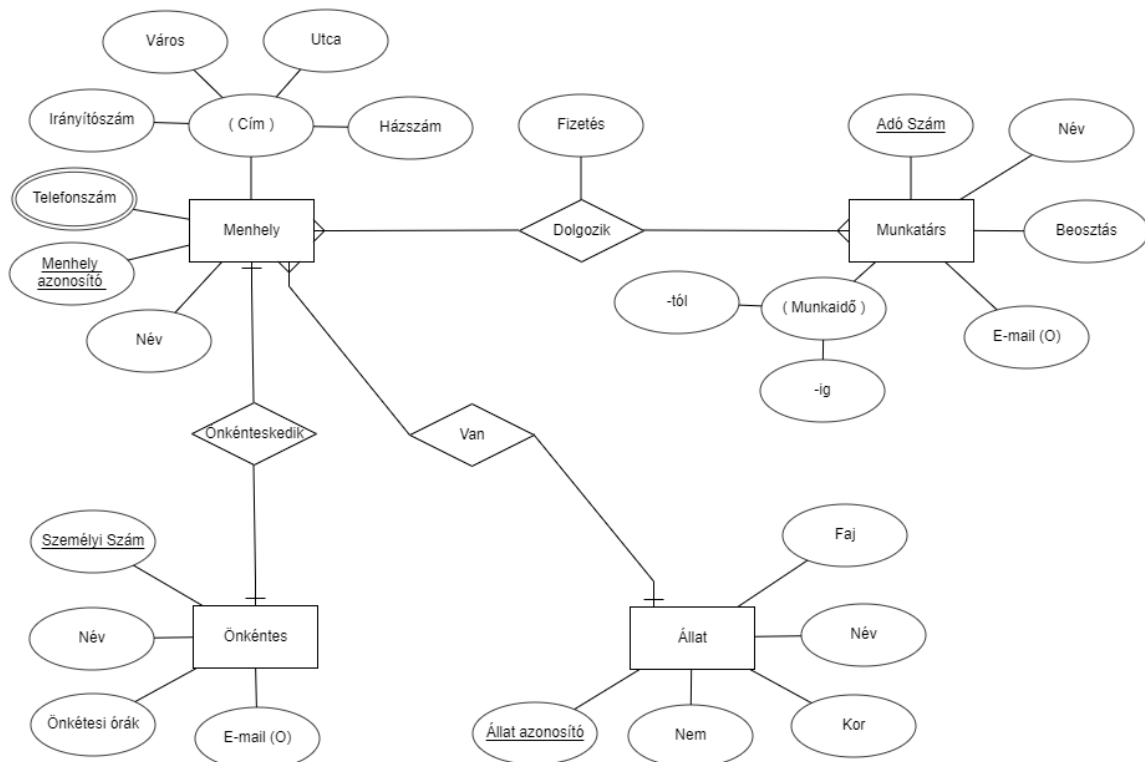 Város
Utca
Irányítószám
( Cím )
Házszám
Fizetés
Adó Szám
Név
Telefonszám
Menhely
Dolgozik
Munkatárs
Beosztás
Menhely
azonosító
-tól
( Munkaidő )
Név
E-mail (O)
-ig
Önkénteskedik
Van
Személyi Szám
Faj
Név
Önkéntes
Állat
Név
Önkétesi órák
E-mail (O)
Állat azonosító
Nem
Kor